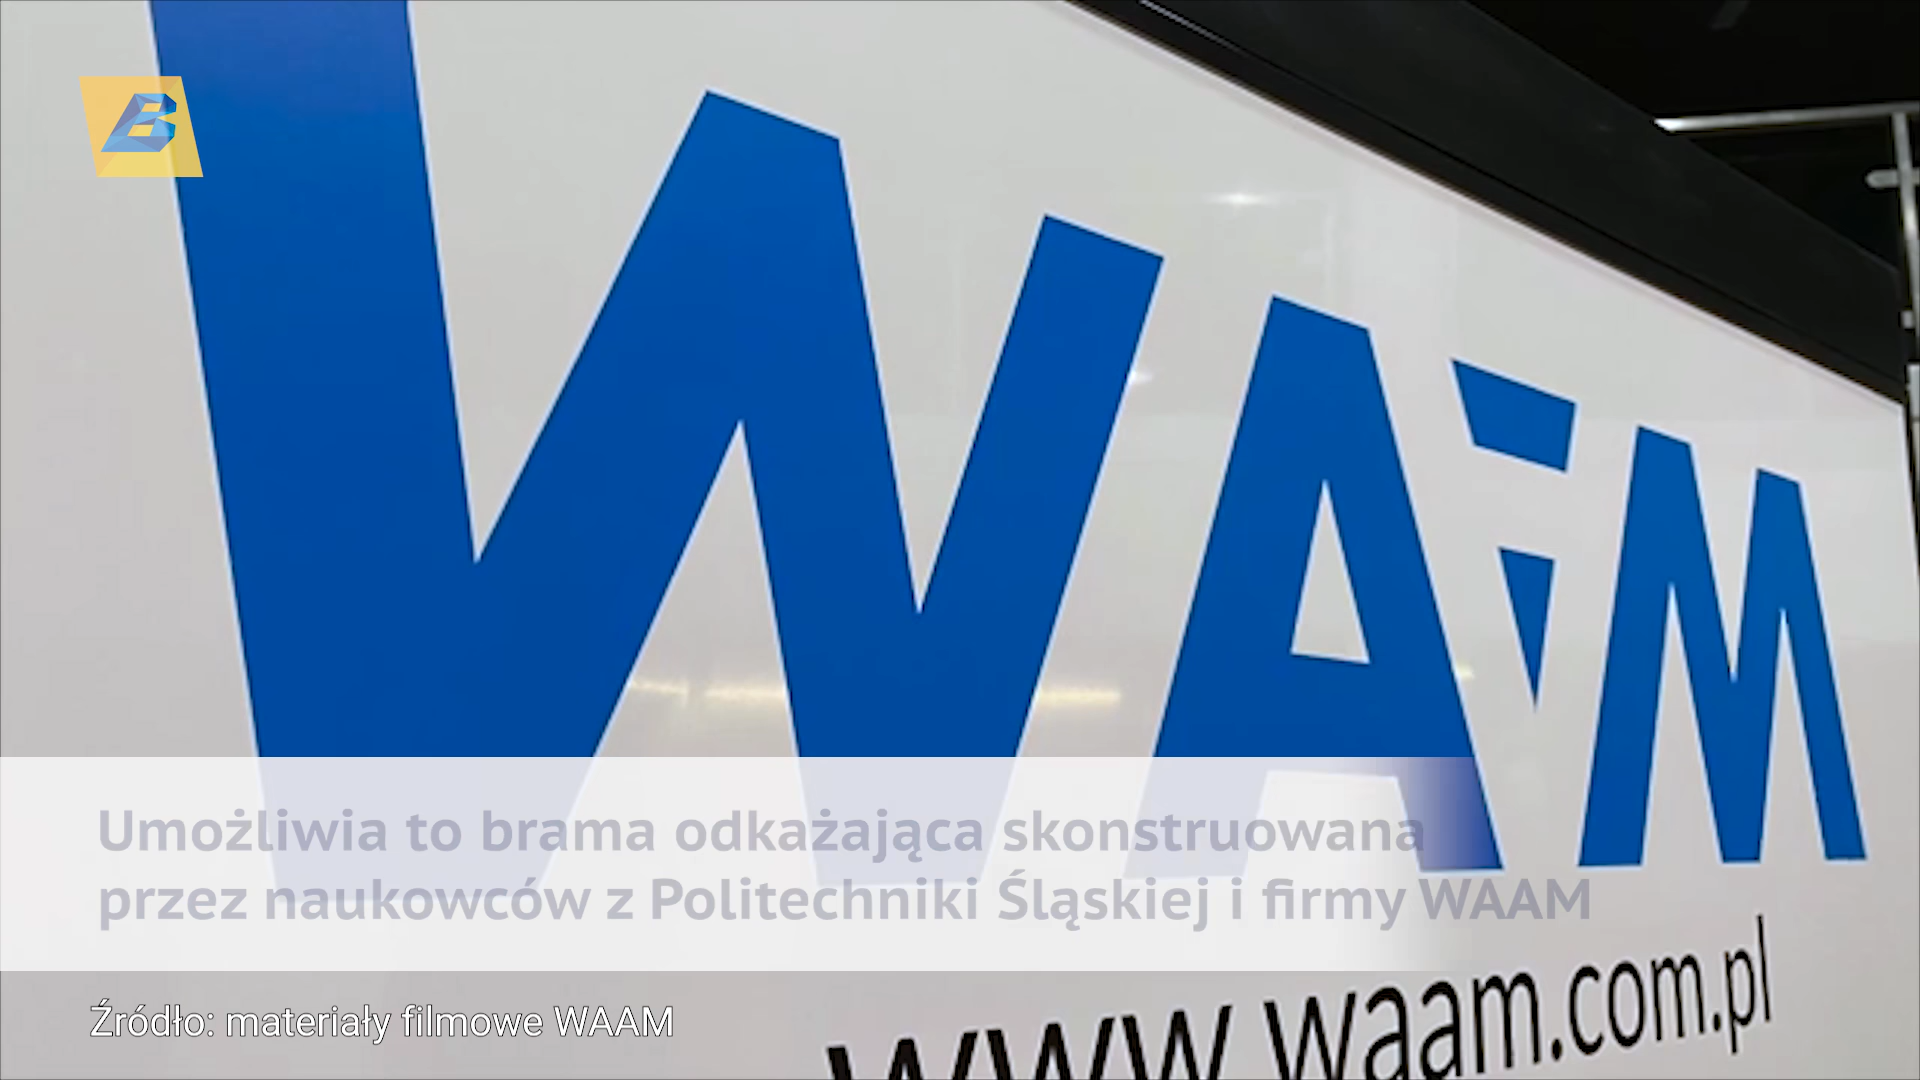 B
WAAM
Umożliwia to brama odkażająca skonstruowana
przez naukowców z Politechniki Śląskiej i firmy WAAM
www.waam.com.pl
Źródło: materiały filmowe WAAM